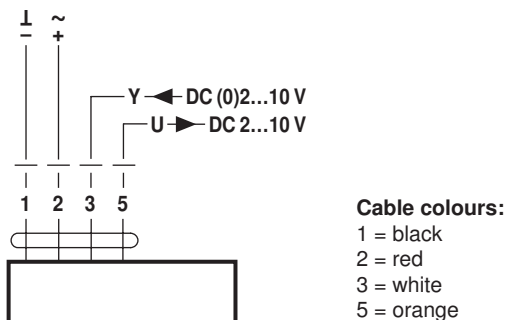 ⊥ ~
– +
Y DC (0)2...10 V
U DC 2...10 V
1 2 3 5
Cable colours:
1 = black
2 = red
3 = white
5 = orange